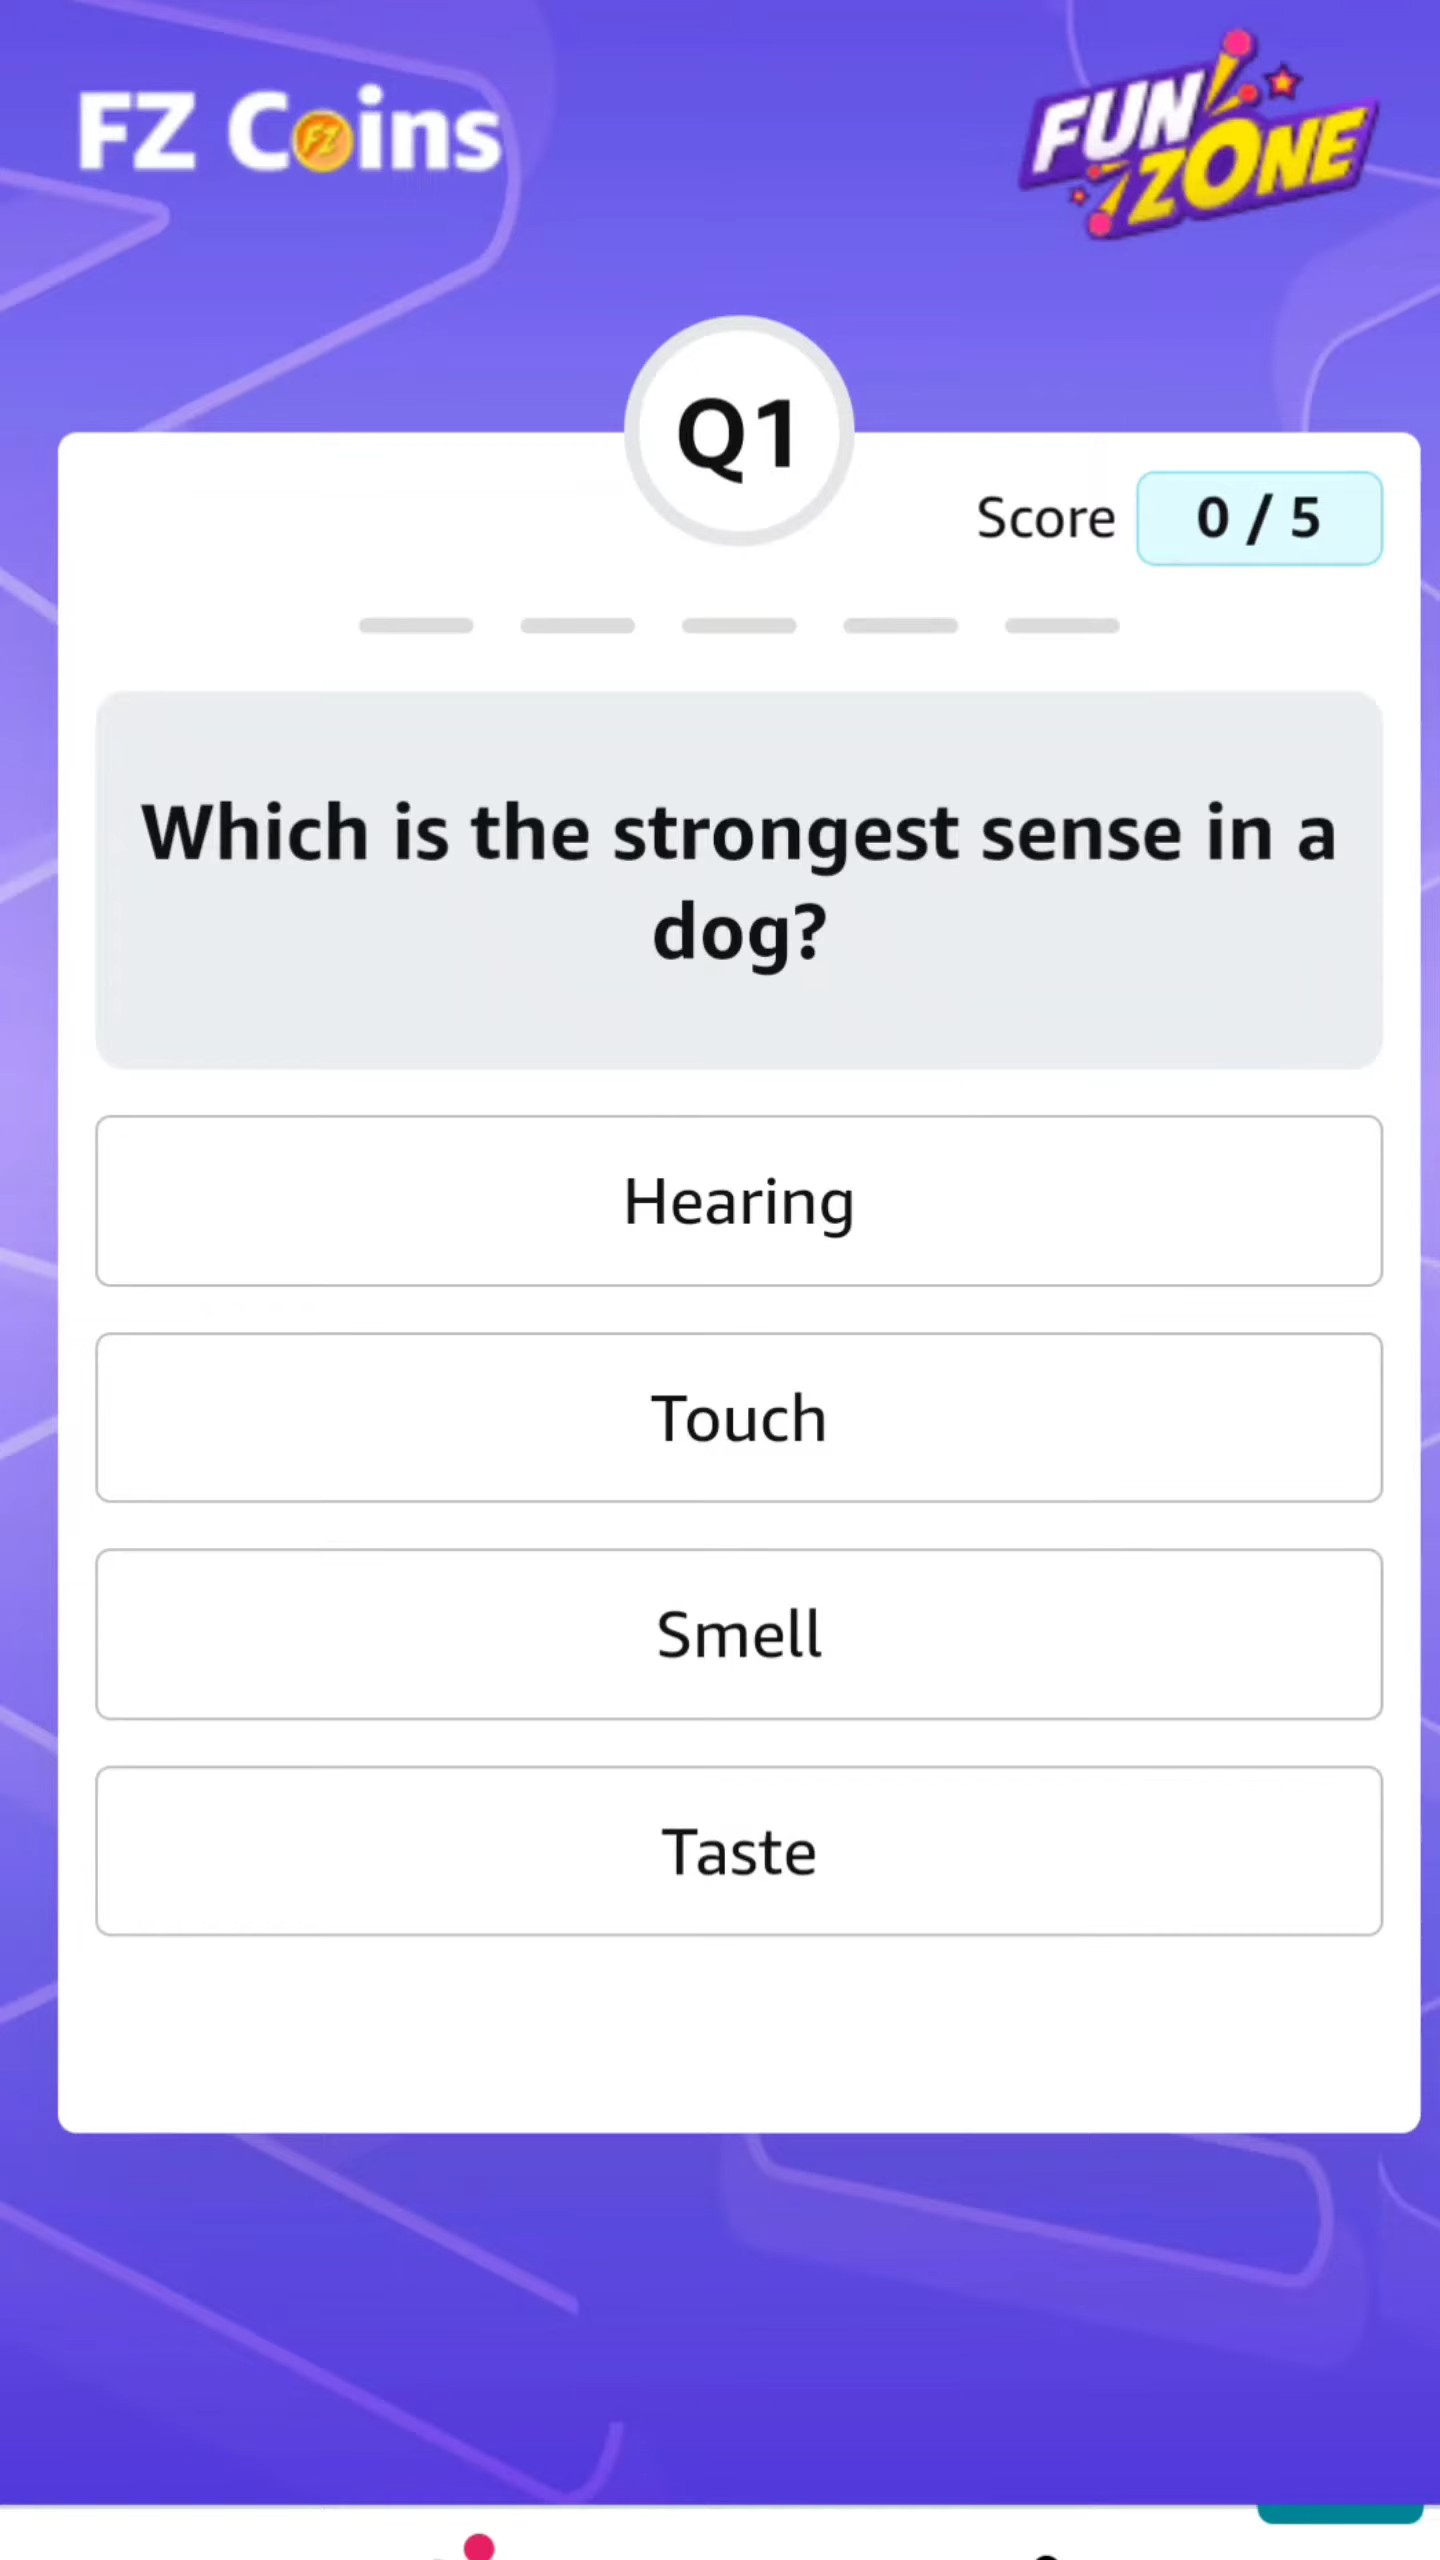 FZ Coins
FUN
ZONE
Q1
Score 0 / 5
Which is the strongest sense in a
dog?
Hearing
Touch
Smell
Taste